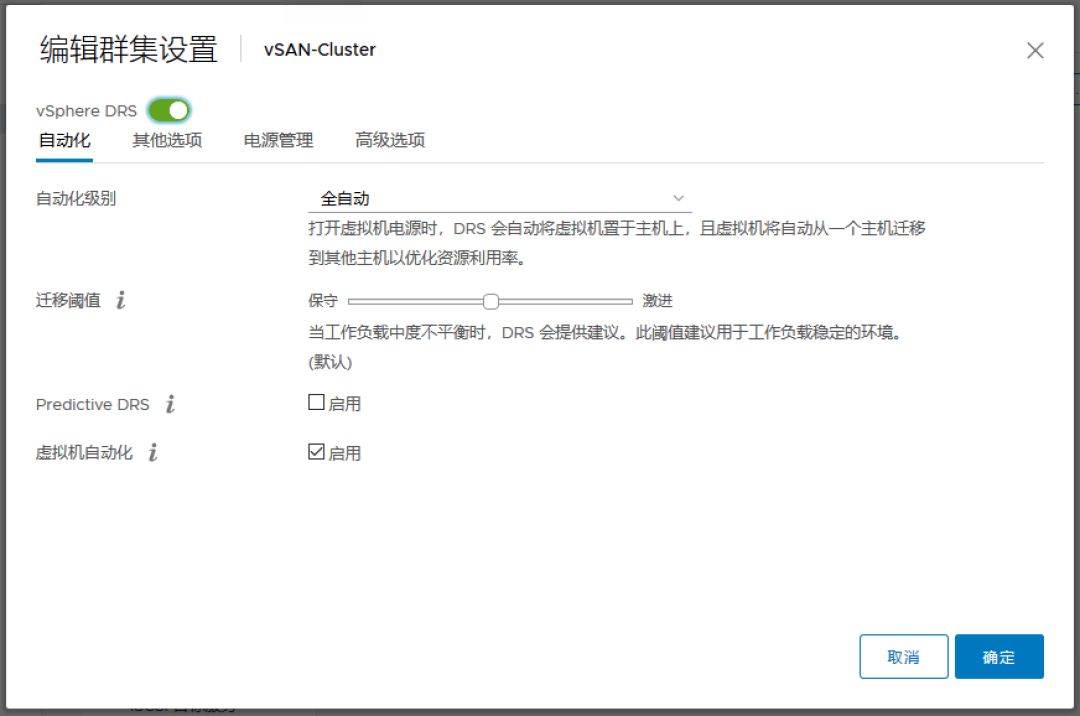 编辑群集设置 vSAN-Cluster
vSphere DRS
自动化 其他选项 电源管理 高级选项
自动化级别 全自动
打开虚拟机电源时，DRS 会自动将虚拟机置于主机上，且虚拟机将自动从一个主机迁移
到其他主机以优化资源利用率。
迁移阈值 i 保守 激进
当工作负载中度不平衡时，DRS 会提供建议。此阈值建议用于工作负载稳定的环境。
(默认)
Predictive DRS i 启用
虚拟机自动化 i 启用
取消 确定